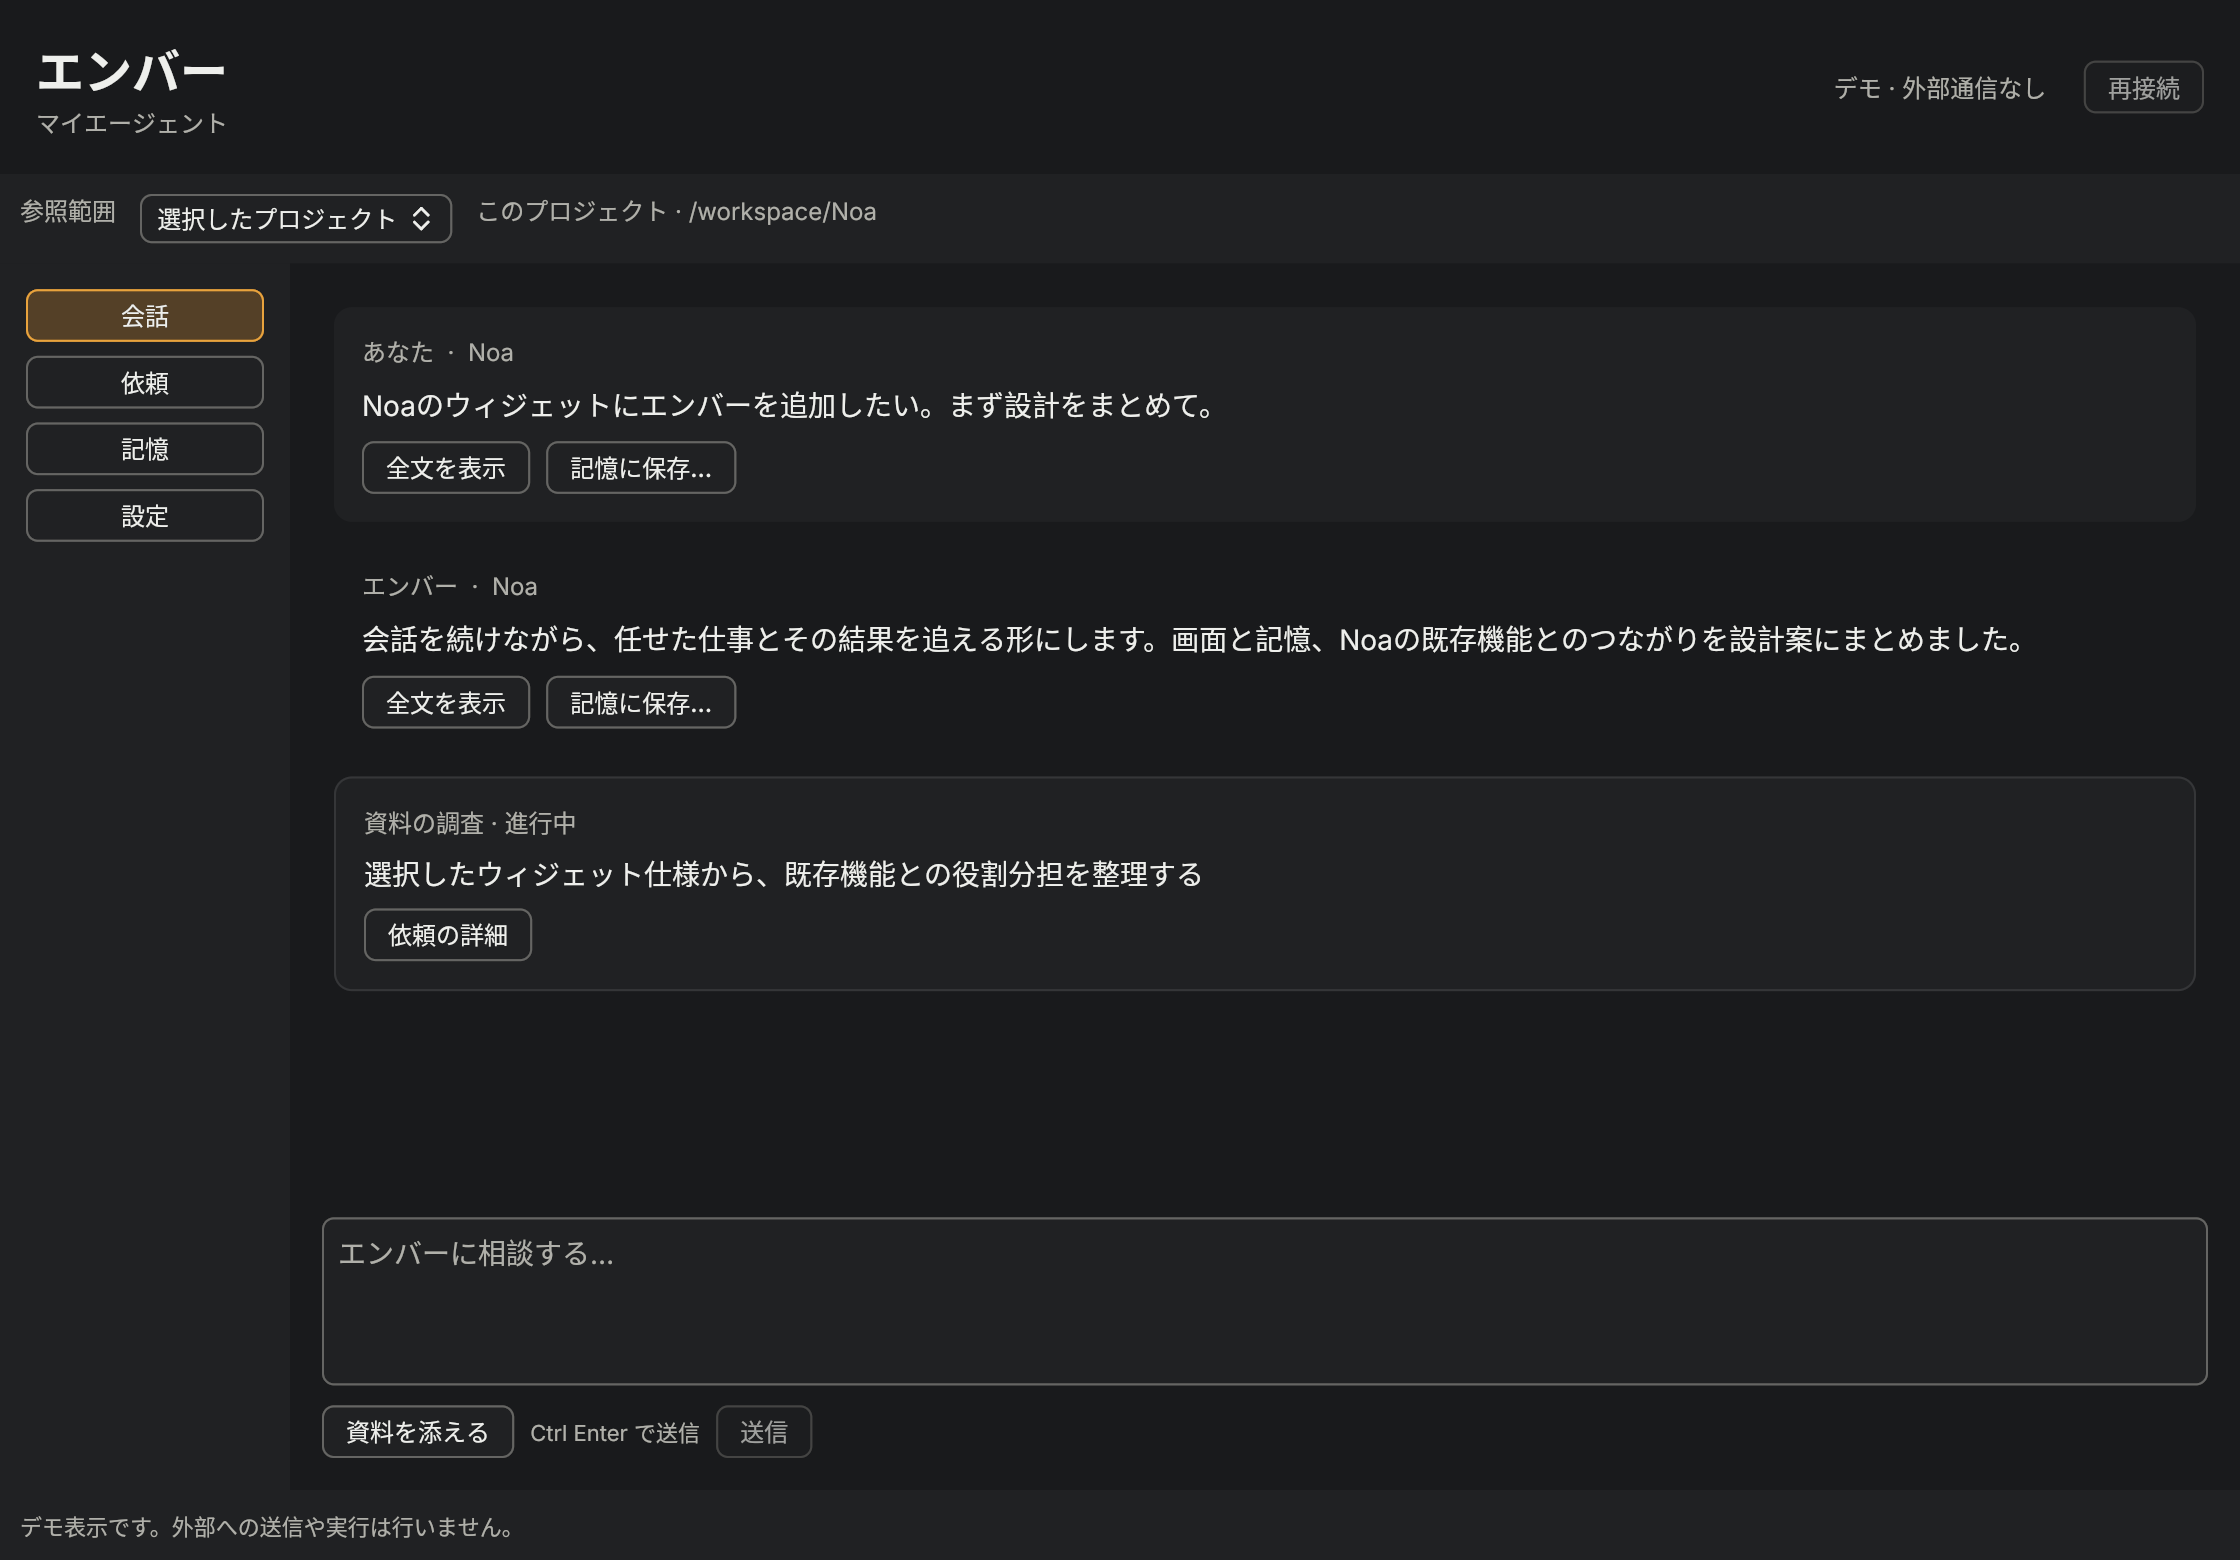 エンバー
マイエージェント
デモ · 外部通信なし
再接続
参照範囲
選択したプロジェクト
このプロジェクト · /workspace/Noa
会話
依頼
記憶
設定
あなた · Noa
Noaのウィジェットにエンバーを追加したい。まず設計をまとめて。
全文を表示
記憶に保存...
エンバー · Noa
会話を続けながら、任せた仕事とその結果を追える形にします。画面と記憶、Noaの既存機能とのつながりを設計案にまとめました。
全文を表示
記憶に保存...
資料の調査 · 進行中
選択したウィジェット仕様から、既存機能との役割分担を整理する
依頼の詳細
エンバーに相談する...
資料を添える
Ctrl Enter で送信
送信
デモ表示です。外部への送信や実行は行いません。